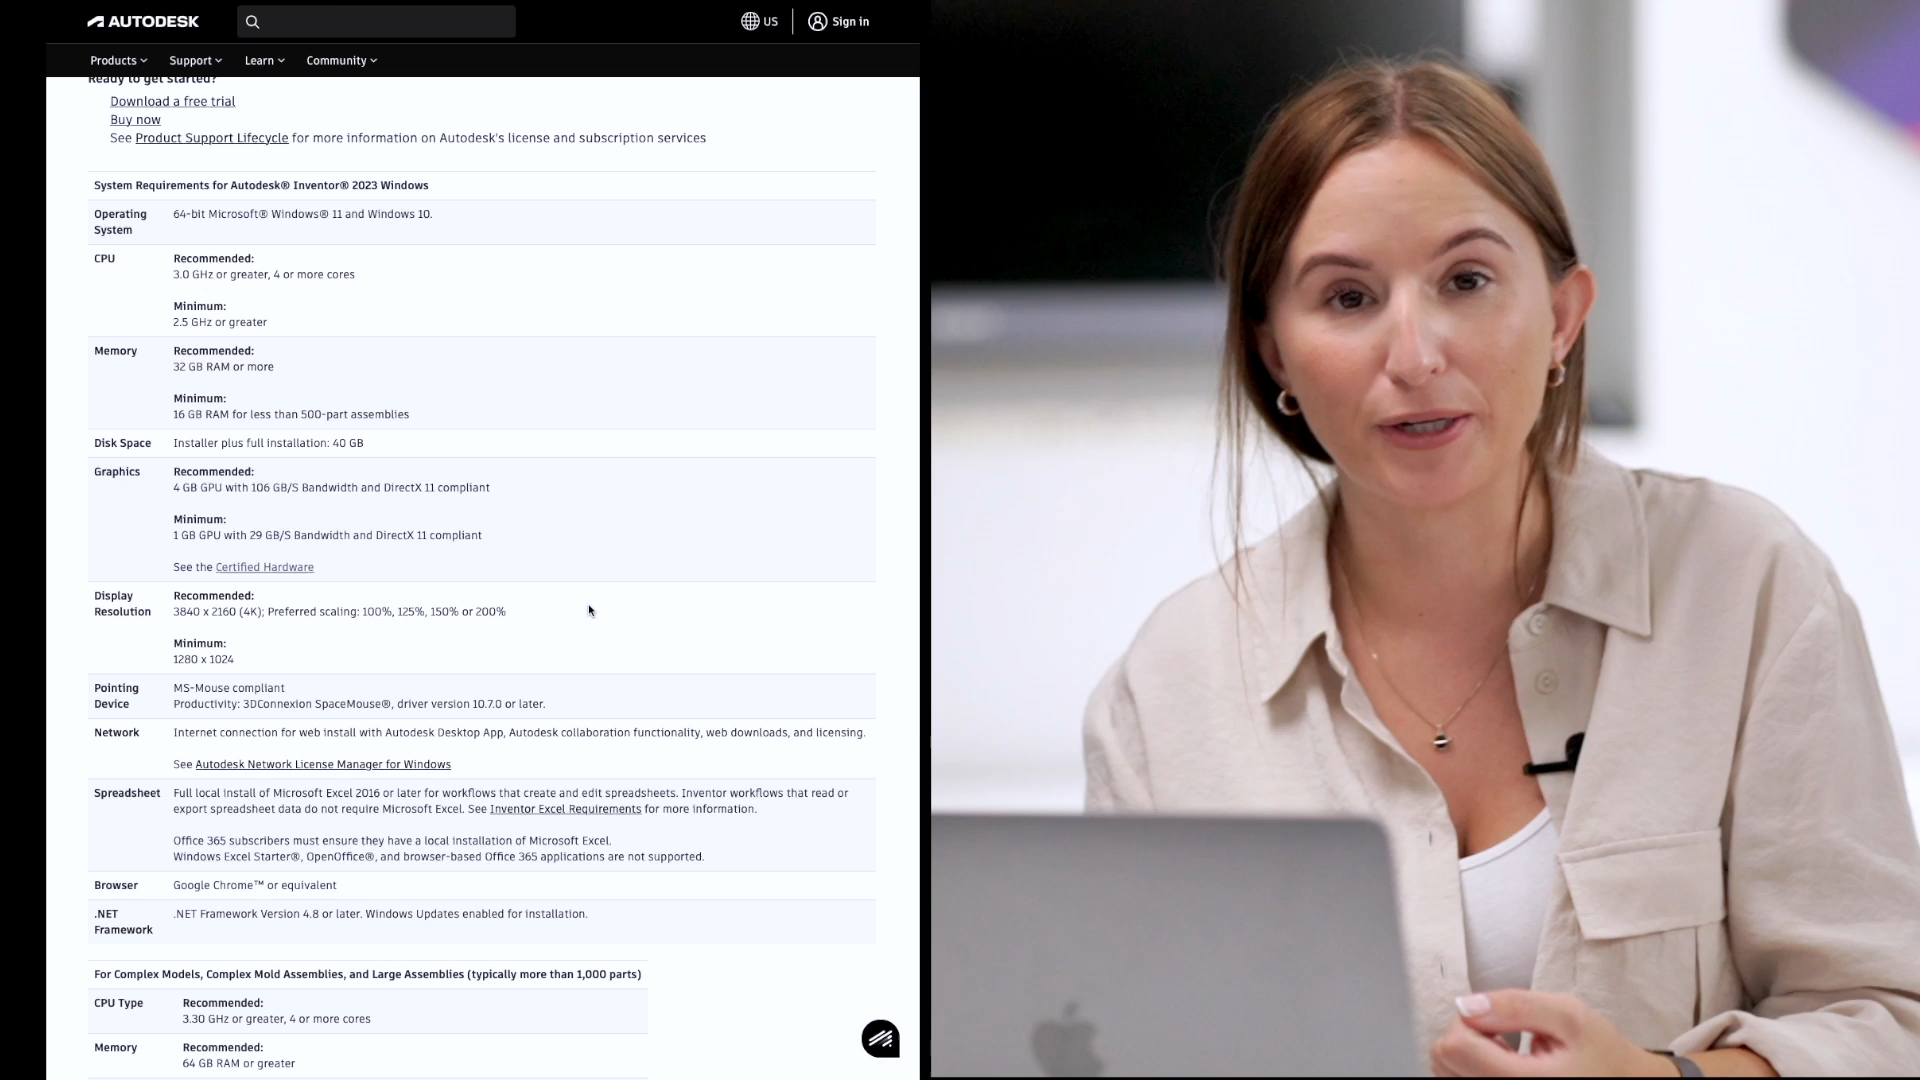 AUTODESK
US
Sign in
Products
Support
Learn
Community
Ready to get started?
Download a free trial
Buy now
See Product Support Lifecycle for more information on Autodesk's license and subscription services
System Requirements for Autodesk® Inventor® 2023 Windows
Operating System
64-bit Microsoft® Windows® 11 and Windows 10.
CPU
Recommended:
3.0 GHz or greater, 4 or more cores
Minimum:
2.5 GHz or greater
Memory
Recommended:
32 GB RAM or more
Minimum:
16 GB RAM for less than 500-part assemblies
Disk Space
Installer plus full installation: 40 GB
Graphics
Recommended:
4 GB GPU with 106 GB/S Bandwidth and DirectX 11 compliant
Minimum:
1 GB GPU with 29 GB/S Bandwidth and DirectX 11 compliant
See the Certified Hardware
Display Resolution
Recommended:
3840 x 2160 (4K); Preferred scaling: 100%, 125%, 150% or 200%
Minimum:
1280 x 1024
Pointing Device
MS-Mouse compliant
Productivity: 3DConnexion SpaceMouse®, driver version 10.7.0 or later.
Network
Internet connection for web install with Autodesk Desktop App, Autodesk collaboration functionality, web downloads, and licensing.
See Autodesk Network License Manager for Windows
Spreadsheet
Full local install of Microsoft Excel 2016 or later for workflows that create and edit spreadsheets. Inventor workflows that read or
export spreadsheet data do not require Microsoft Excel. See Inventor Excel Requirements for more information.
Office 365 subscribers must ensure they have a local installation of Microsoft Excel.
Windows Excel Starter®, OpenOffice®, and browser-based Office 365 applications are not supported.
Browser
Google Chrome™ or equivalent
.NET Framework
.NET Framework Version 4.8 or later. Windows Updates enabled for installation.
For Complex Models, Complex Mold Assemblies, and Large Assemblies (typically more than 1,000 parts)
CPU Type
Recommended:
3.30 GHz or greater, 4 or more cores
Memory
Recommended:
64 GB RAM or greater